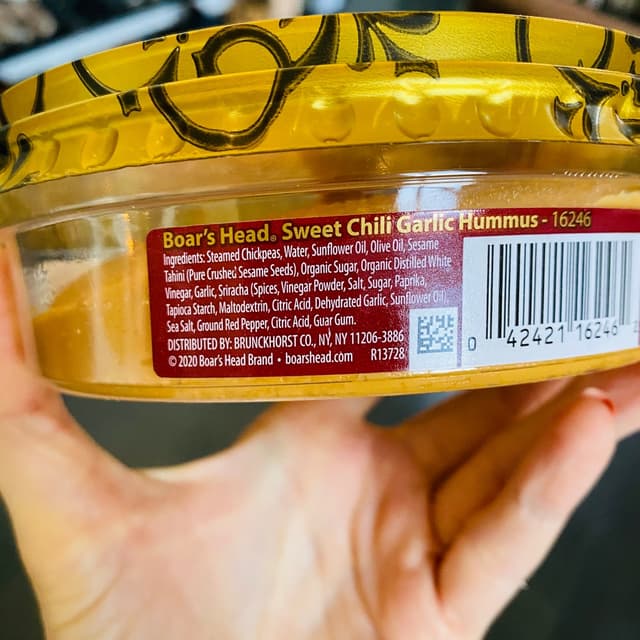 Boar's Head® Sweet Chili Garlic Hummus - 16246
Ingredients: Steamed Chickpeas, Water, Sunflower Oil, Olive Oil, Sesame
Tahini (Pure Crushed Sesame Seeds), Organic Sugar, Organic Distilled White
Vinegar, Garlic, Sriracha (Spices, Vinegar Powder, Salt, Sugar, Paprika,
Tapioca Starch, Maltodextrin, Citric Acid, Dehydrated Garlic, Sunflower Oil),
Sea Salt, Ground Red Pepper, Citric Acid, Guar Gum.
DISTRIBUTED BY: BRUNCKHORST CO., NY, NY 11206-3886
© 2020 Boar's Head Brand • boarshead.com R13728
0 42421 16246